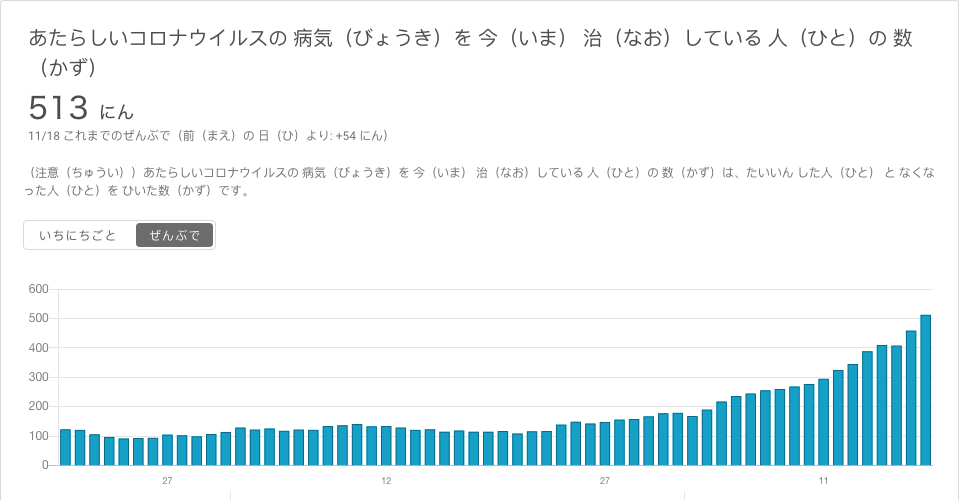 あたらしいコロナウイルスの 病気（びょうき）を 今（いま） 治（なお）している 人（ひと）の 数
（かず）
513 にん
11/18 これまでのぜんぶで（前（まえ）の 日（ひ）より: +54 にん）
（注意（ちゅうい））あたらしいコロナウイルスの 病気（びょうき）を 今（いま） 治（なお）している 人（ひと）の 数（かず）は、たいいん した人（ひと） と なくな
った人（ひと）を ひいた数（かず）です。
いちにちごと ぜんぶで
600
500
400
300
200
100
0
27 12 27 11